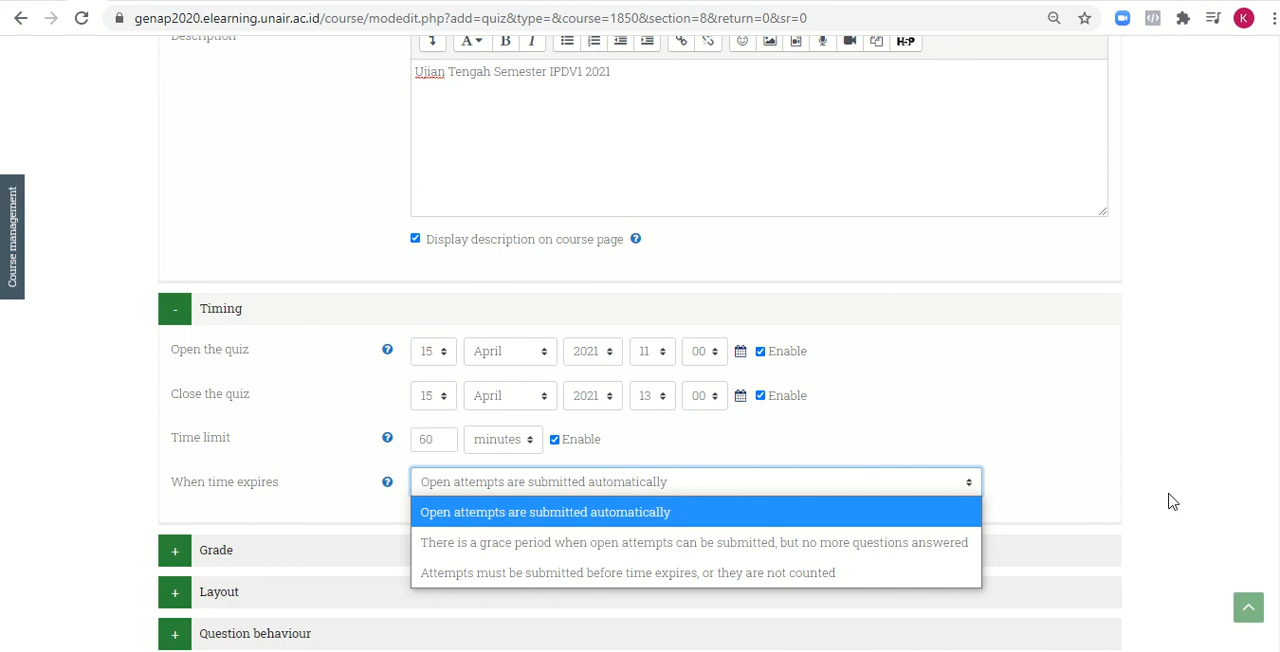 genap2020.elearning.unair.ac.id/course/modedit.php?add=quiz&type=&course=1850&section=8&return=0&sr=0
K
Description
A B I H-P
Ujian Tengah Semester IPDV1 2021
Course management
Display description on course page
- Timing
Open the quiz 15 April 2021 11 00 Enable
Close the quiz 15 April 2021 13 00 Enable
Time limit 60 minutes Enable
When time expires Open attempts are submitted automatically
Open attempts are submitted automatically
There is a grace period when open attempts can be submitted, but no more questions answered
Attempts must be submitted before time expires, or they are not counted
+ Grade
+ Layout
+ Question behaviour